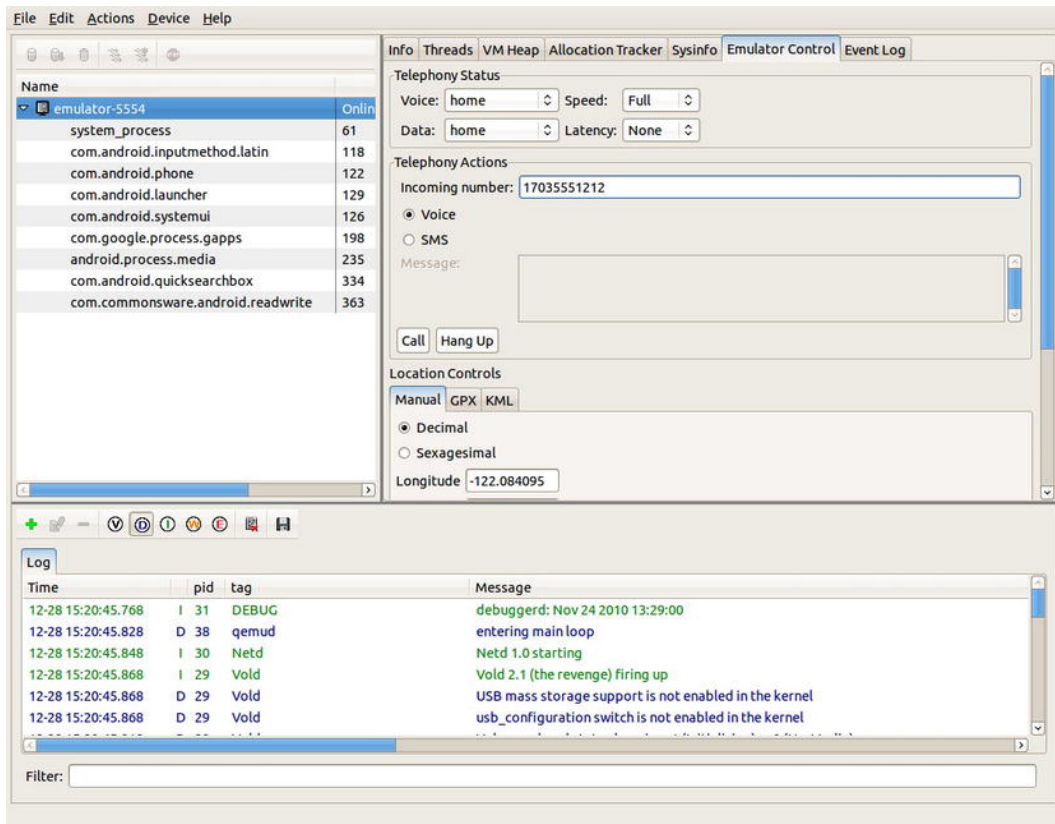 File Edit Actions Device Help
Info Threads VM Heap Allocation Tracker Sysinfo Emulator Control Event Log
Name
emulator-5554 Onlin
system_process 61
com.android.inputmethod.latin 118
com.android.phone 122
com.android.launcher 129
com.android.systemui 126
com.google.process.gapps 198
android.process.media 235
com.android.quicksearchbox 334
com.commonsware.android.readwrite 363
Telephony Status
Voice: home Speed: Full
Data: home Latency: None
Telephony Actions
Incoming number: 17035551212
Voice
SMS
Message:
Call Hang Up
Location Controls
Manual GPX KML
Decimal
Sexagesimal
Longitude -122.084095
V D I W E
Log
Time pid tag Message
12-28 15:20:45.768 I 31 DEBUG debuggerd: Nov 24 2010 13:29:00
12-28 15:20:45.828 D 38 qemud entering main loop
12-28 15:20:45.848 I 30 Netd Netd 1.0 starting
12-28 15:20:45.868 I 29 Vold Vold 2.1 (the revenge) firing up
12-28 15:20:45.868 D 29 Vold USB mass storage support is not enabled in the kernel
12-28 15:20:45.868 D 29 Vold usb_configuration switch is not enabled in the kernel
Filter: